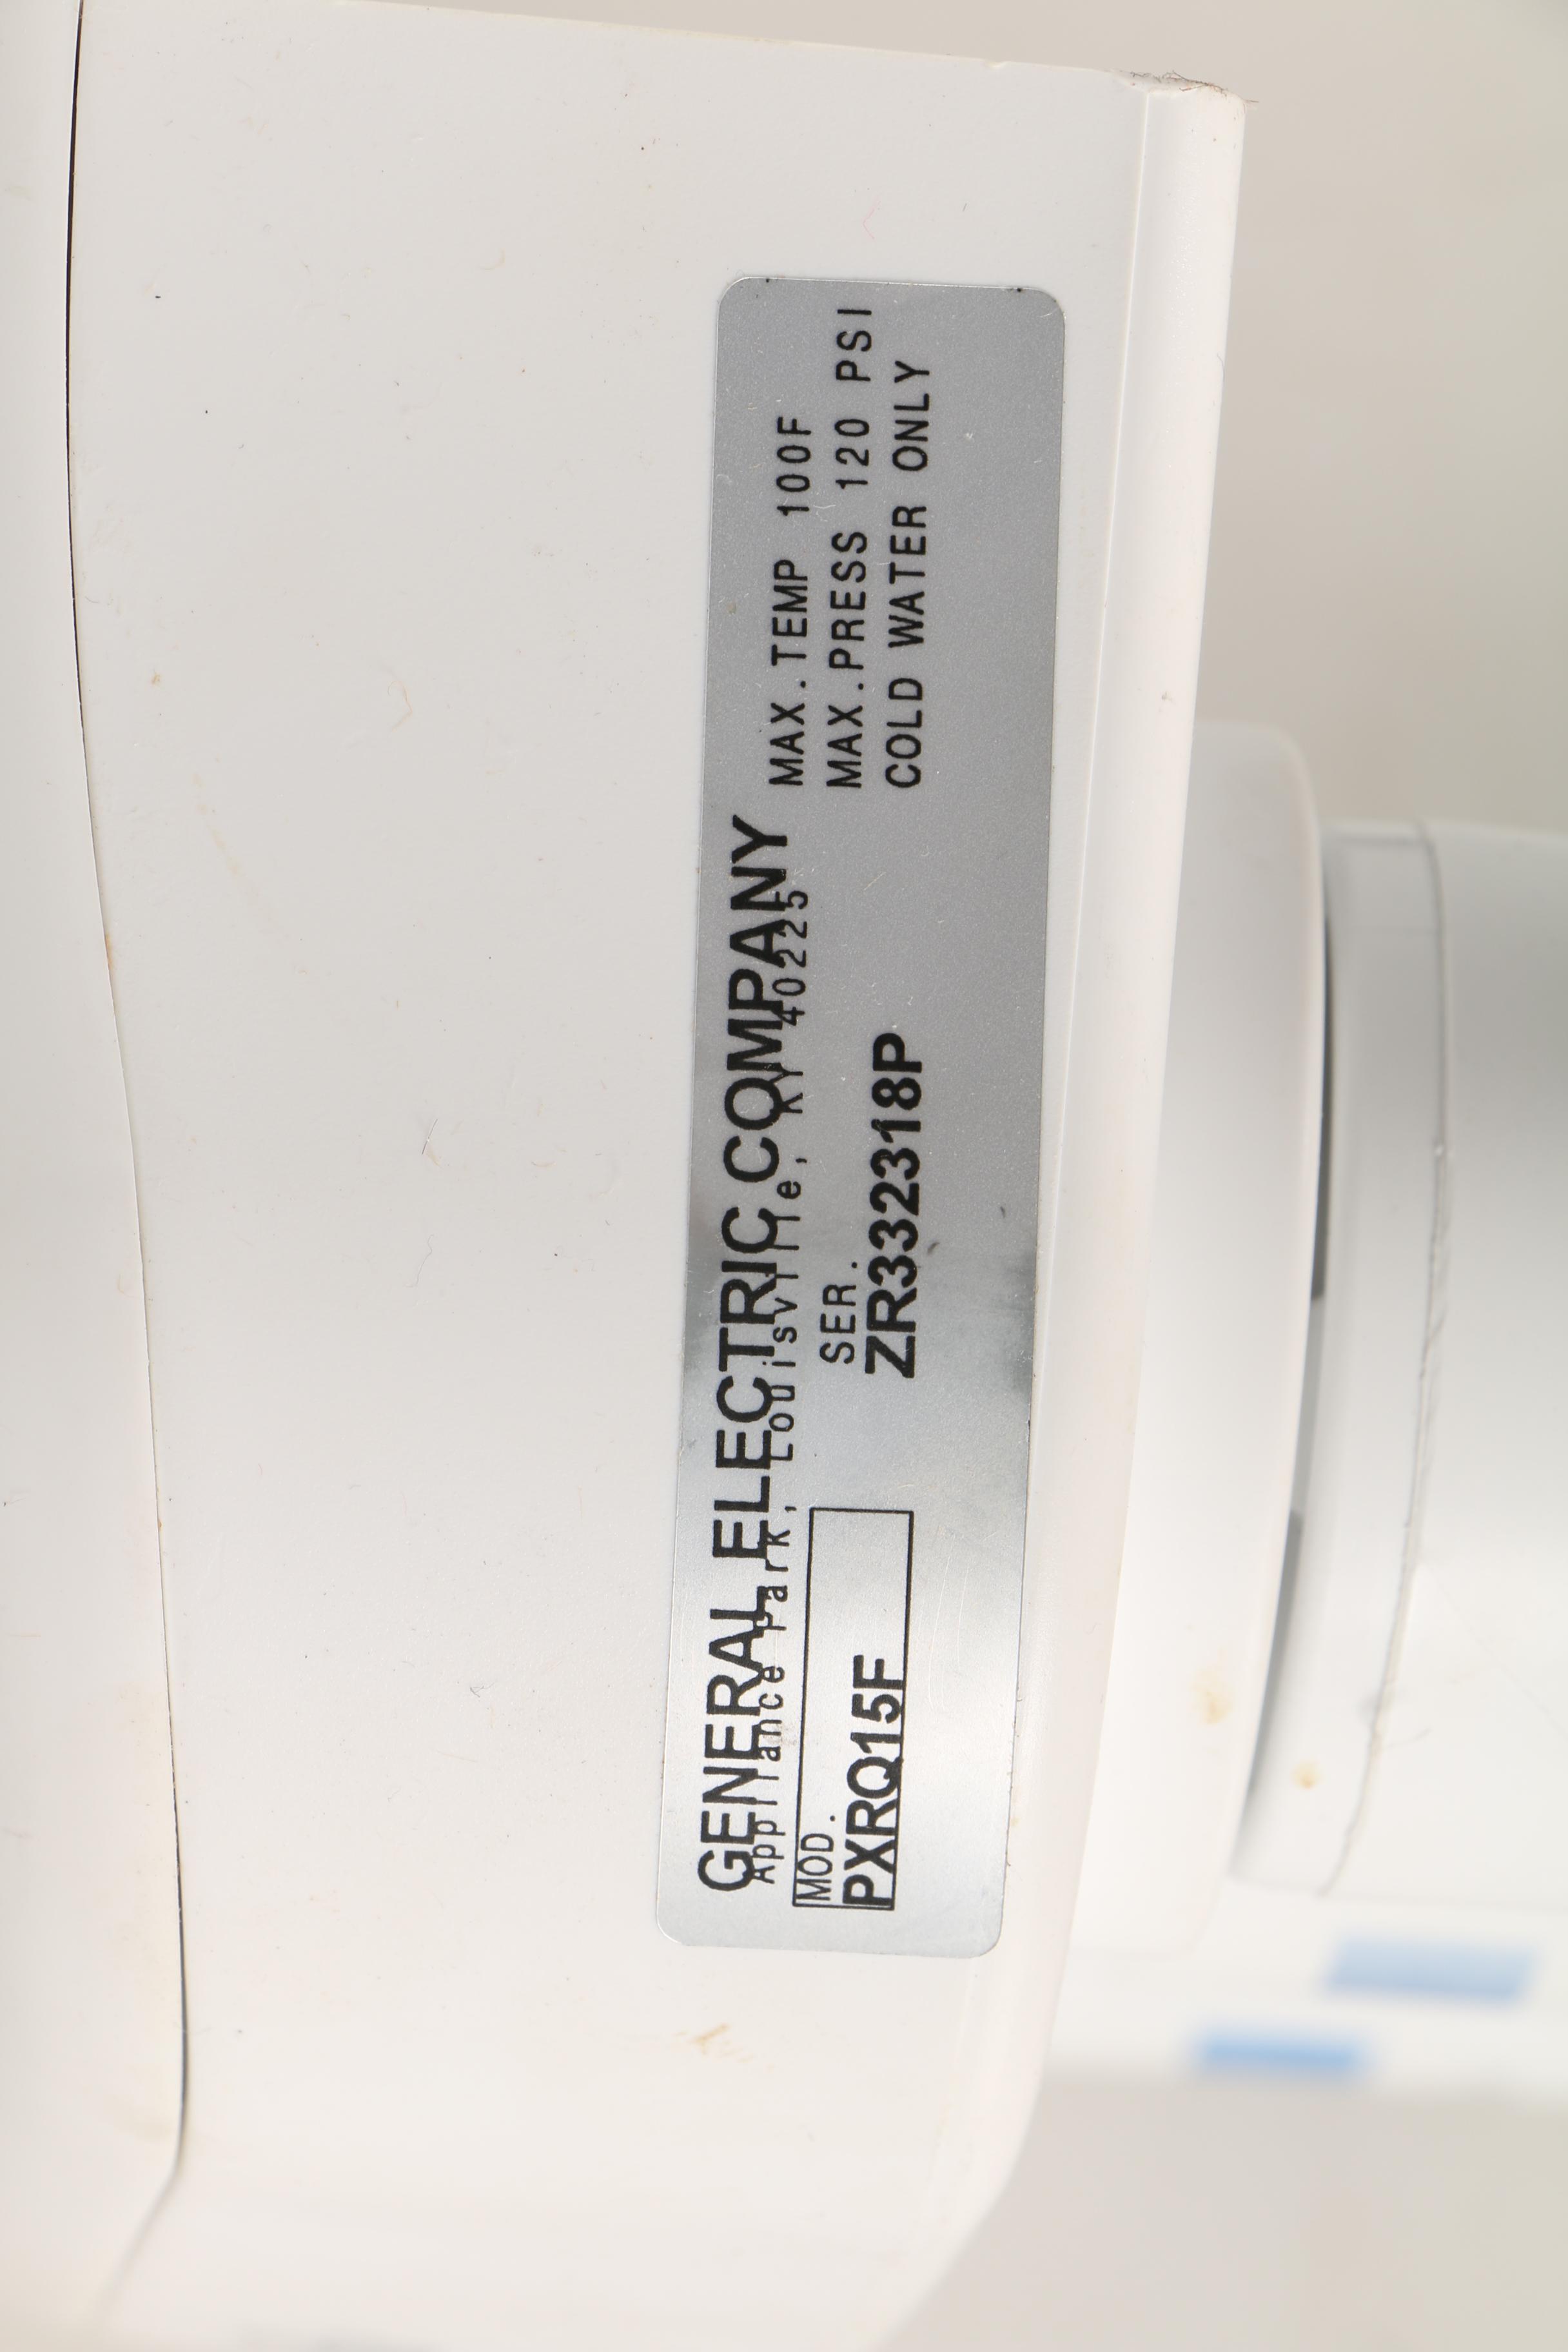 GENERAL ELECTRIC COMPANY
Appliance Park, Louisville, KY 40225
MOD.
PXRQ15F
SER.
ZR332318P
MAX.TEMP 100F
MAX.PRESS 120 PSI
COLD WATER ONLY